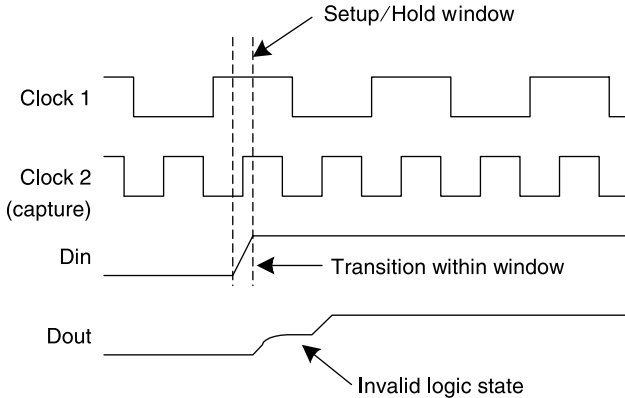 Setup/Hold window
Clock 1
Clock 2
(capture)
Din
Transition within window
Dout
Invalid logic state